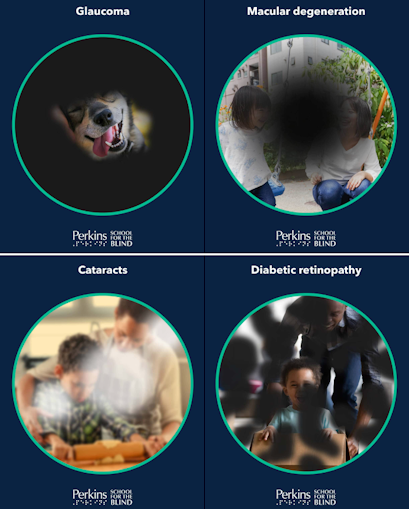 Glaucoma
Perkins SCHOOL FOR THE BLIND
Macular degeneration
Perkins SCHOOL FOR THE BLIND
Cataracts
Perkins SCHOOL FOR THE BLIND
Diabetic retinopathy
Perkins SCHOOL FOR THE BLIND